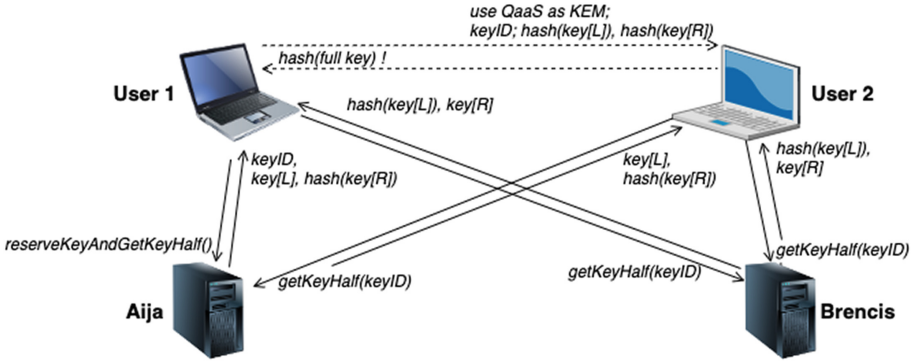 use QaaS as KEM;
keyID; hash(key[L]), hash(key[R])
hash(full key) !
User 1
User 2
hash(key[L]), key[R]
keyID,
key[L], hash(key[R])
key[L],
hash(key[R])
hash(key[L]),
key[R]
reserveKeyAndGetKeyHalf()
getKeyHalf(keyID)
getKeyHalf(keyID)
getKeyHalf(keyID)
Aija
Brencis